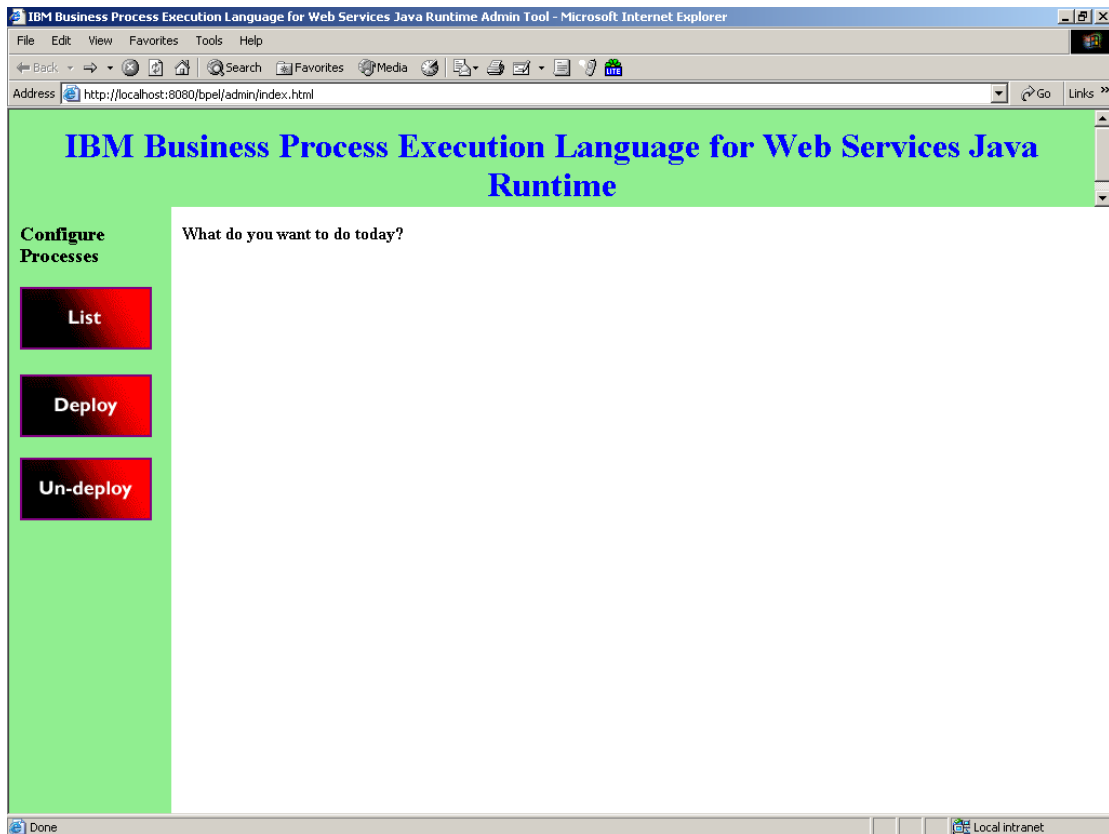 IBM Business Process Execution Language for Web Services Java Runtime Admin Tool - Microsoft Internet Explorer
File Edit View Favorites Tools Help
Back Search Favorites Media LITE
Address http://localhost:8080/bpel/admin/index.html Go Links »
IBM Business Process Execution Language for Web Services Java
Runtime
Configure
Processes
What do you want to do today?
List
Deploy
Un-deploy
Done Local intranet